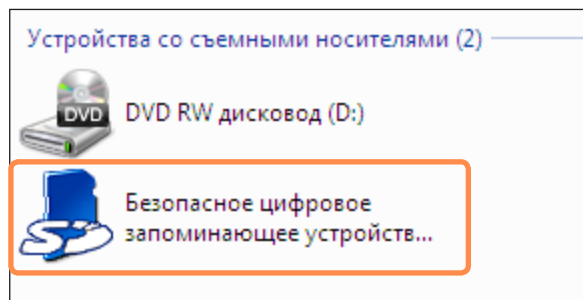 Устройства со съемными носителями (2)
DVD
DVD RW дисковод (D:)
Безопасное цифровое
запоминающее устройств...
SD